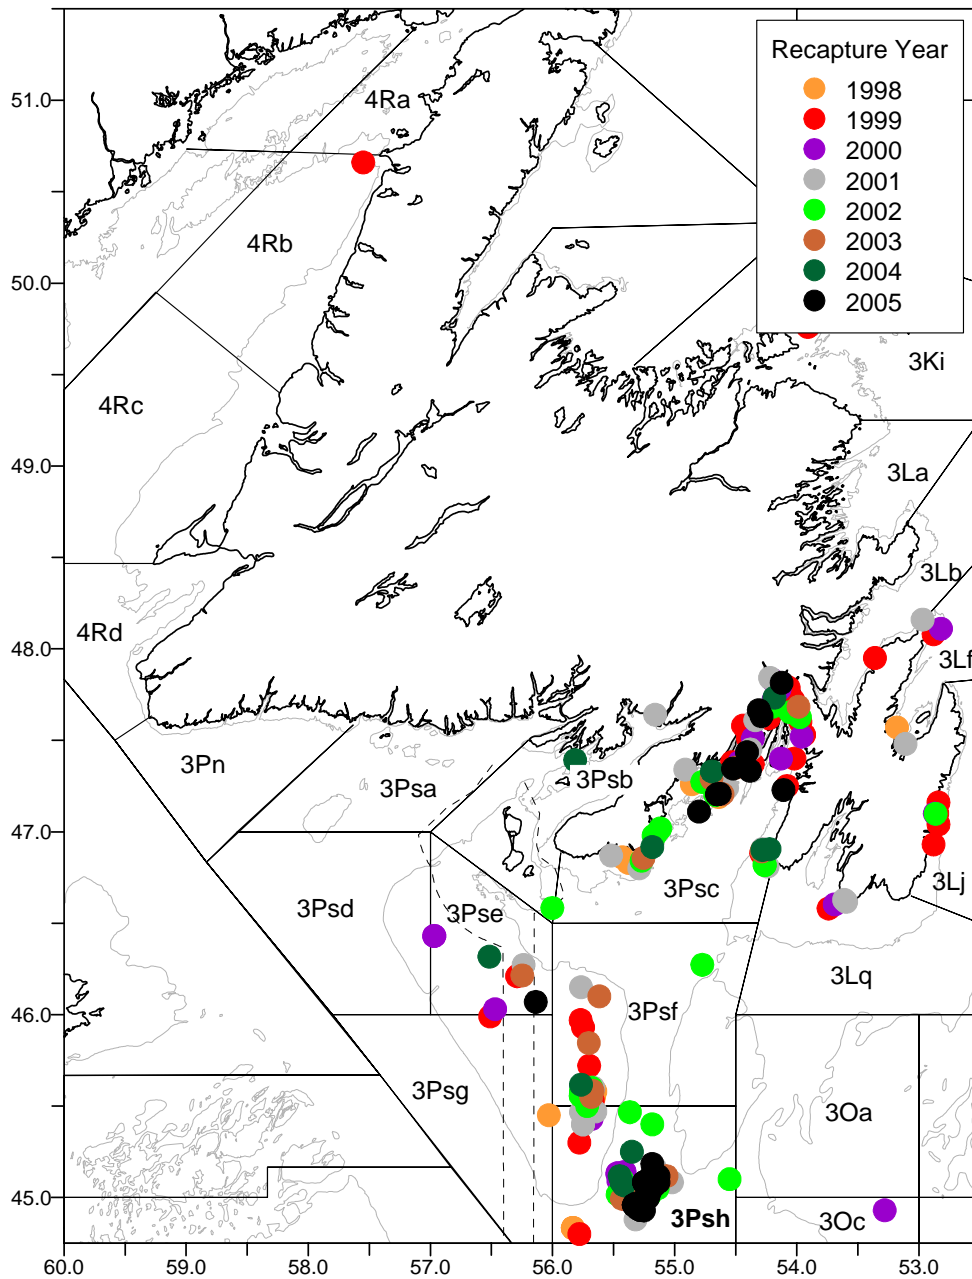 Recapture Year
1998
1999
2000
2001
2002
2003
2004
2005
51.0
4Ra
4Rb
50.0
3Ki
4Rc
49.0
3La
3Lb
4Rd
48.0
3Lf
3Pn
3Psa
3Psb
47.0
3Psc
3Lj
3Psd
3Pse
3Lq
46.0
3Psf
3Psg
3Oa
45.0
3Psh
3Oc
60.0
59.0
58.0
57.0
56.0
55.0
54.0
53.0